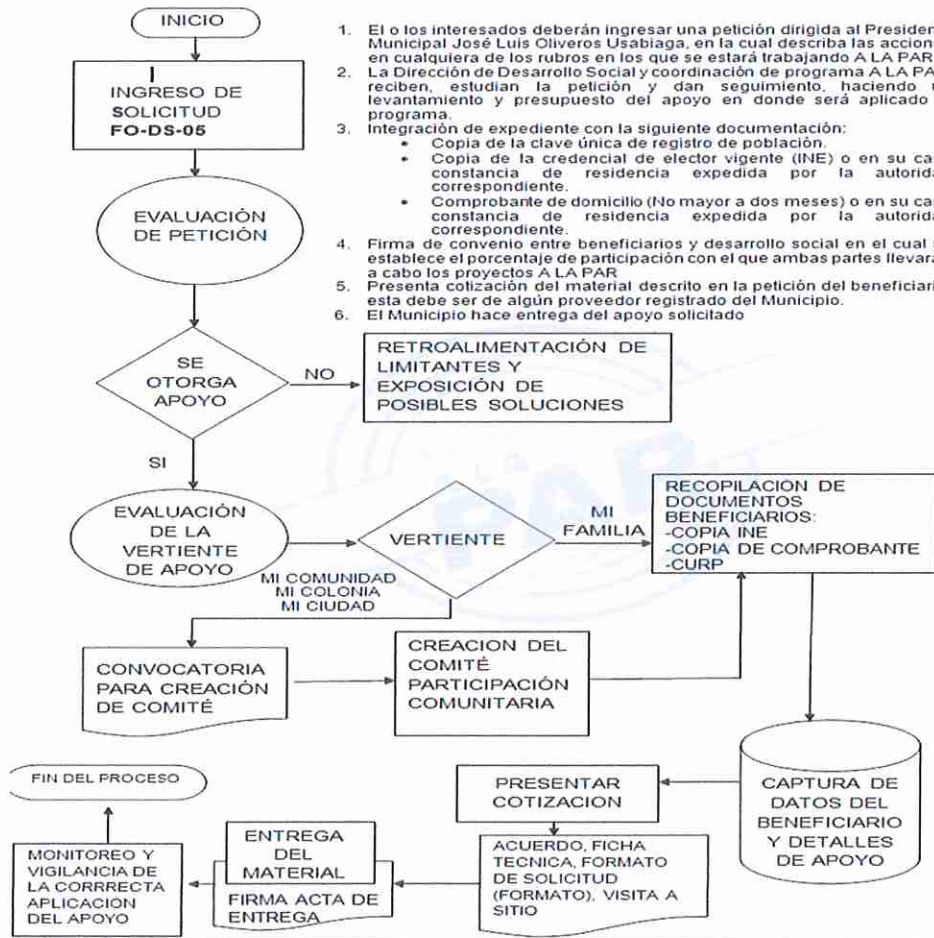 INICIO
INGRESO DE
SOLICITUD
FO-DS-05
1. El o los interesados deberán ingresar una petición dirigida al Presiden
Municipal José Luis Oliveros Usabiaga, en la cual describa las accion
en cualquiera de los rubros en los que se estará trabajando A LA PAR
2. La Dirección de Desarrollo Social y coordinación de programa A LA PA
reciben, estudian la petición y dan seguimiento, haciendo
levantamiento y presupuesto del apoyo en donde será aplicado
programa.
3. Integración de expediente con la siguiente documentación:
• Copia de la clave única de registro de población.
• Copia de la credencial de elector vigente (INE) o en su cas
constancia de residencia expedida por la autorida
correspondiente.
• Comprobante de domicilio (No mayor a dos meses) o en su cas
constancia de residencia expedida por la autorida
correspondiente.
4. Firma de convenio entre beneficiarios y desarrollo social en el cual s
establece el porcentaje de participación con el que ambas partes llevará
a cabo los proyectos A LA PAR
5. Presenta cotización del material descrito en la petición del beneficiari
esta debe ser de algún proveedor registrado del Municipio.
6. El Municipio hace entrega del apoyo solicitado
EVALUACIÓN
DE PETICIÓN
SE
OTORGA
APOYO
NO
RETROALIMENTACIÓN DE
LIMITANTES Y
EXPOSICIÓN DE
POSIBLES SOLUCIONES
SI
EVALUACIÓN
DE LA
VERTIENTE
DE APOYO
VERTIENTE
MI
FAMILIA
RECOPILACION DE
DOCUMENTOS
BENEFICIARIOS:
-COPIA INE
-COPIA DE COMPROBANTE
-CURP
MI COMUNIDAD
MI COLONIA
MI CIUDAD
CONVOCATORIA
PARA CREACIÓN
DE COMITÉ
CREACION DEL
COMITÉ
PARTICIPACIÓN
COMUNITARIA
CAPTURA DE
DATOS DEL
BENEFICIARIO
Y DETALLES
DE APOYO
PRESENTAR
COTIZACION
ACUERDO, FICHA
TECNICA, FORMATO
DE SOLICITUD
(FORMATO), VISITA A
SITIO
ENTREGA
DEL
MATERIAL
FIRMA ACTA DE
ENTREGA
MONITOREO Y
VIGILANCIA DE
LA CORRRECTA
APLICACIÓN
DEL APOYO
FIN DEL PROCESO
LA
PAR